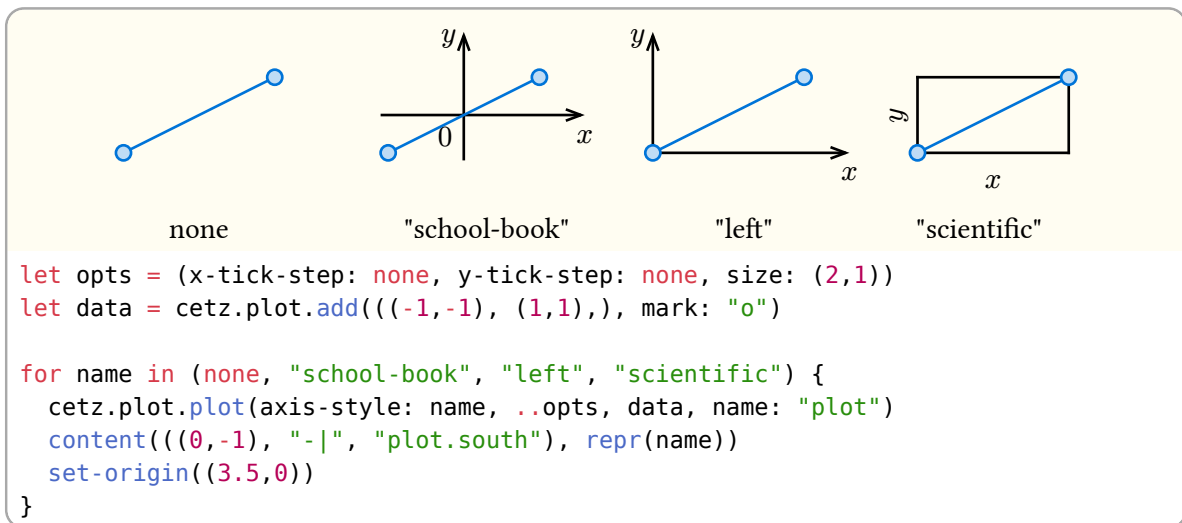 y y
y
0 x x x
none "school-book" "left" "scientific"
let opts = (x-tick-step: none, y-tick-step: none, size: (2,1))
let data = cetz.plot.add(((-1,-1), (1,1),), mark: "o")
for name in (none, "school-book", "left", "scientific") {
  cetz.plot.plot(axis-style: name, ..opts, data, name: "plot")
  content(((0,-1), "-|", "plot.south"), repr(name))
  set-origin((3.5,0))
}